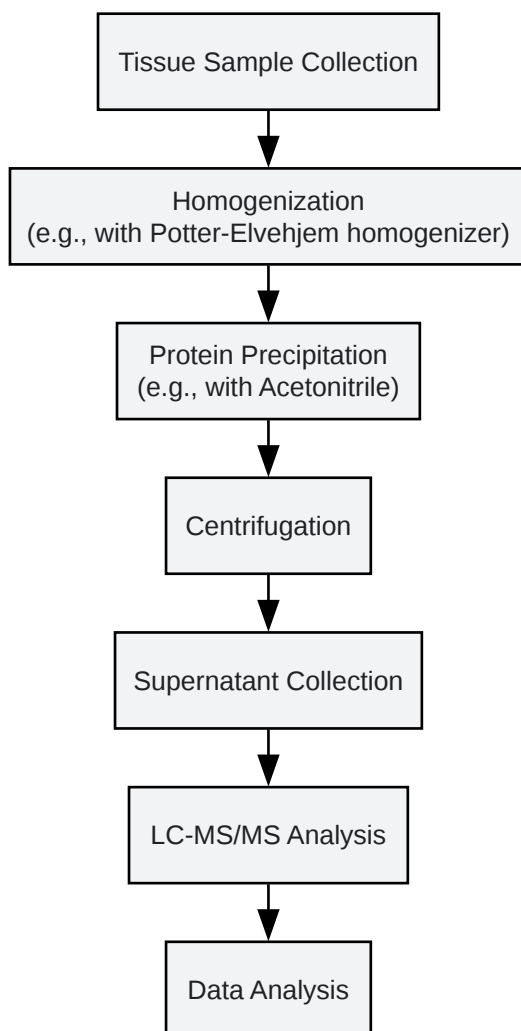 Tissue Sample Collection
Homogenization
(e.g., with Potter-Elvehjem homogenizer)
Protein Precipitation
(e.g., with Acetonitrile)
Centrifugation
Supernatant Collection
LC-MS/MS Analysis
Data Analysis